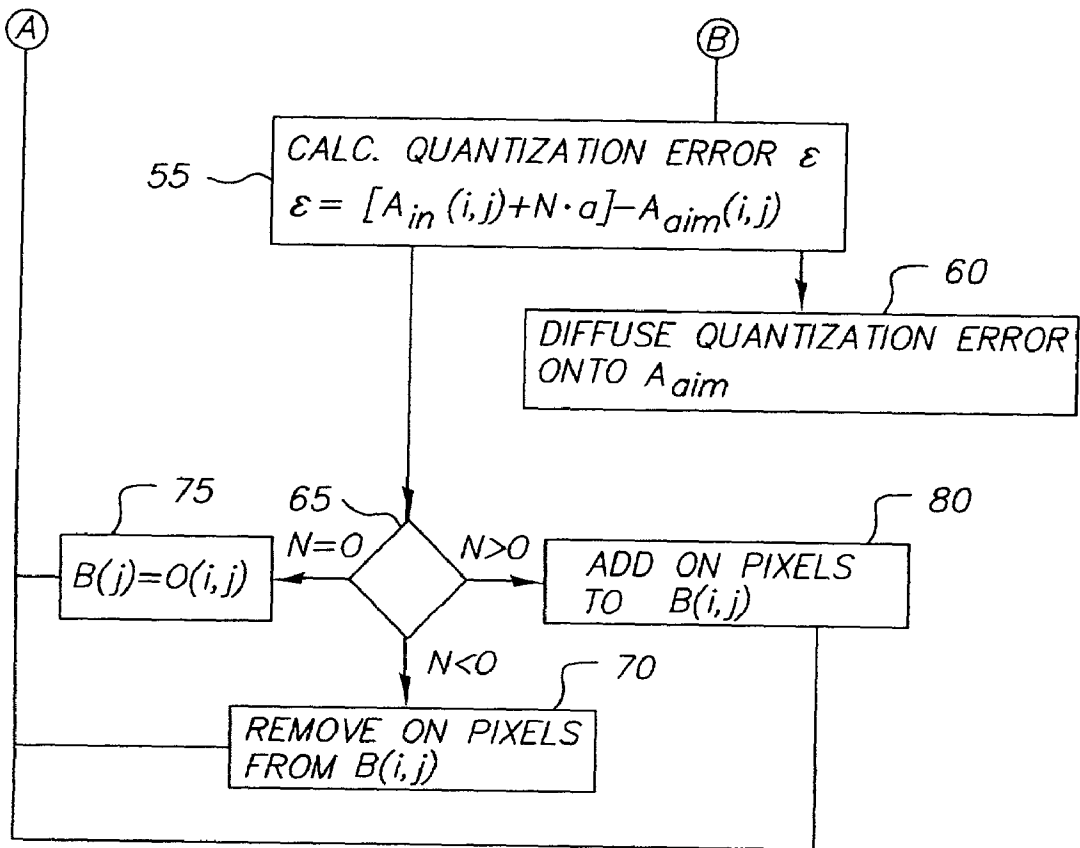 A
B
55
CALC. QUANTIZATION ERROR ε
ε = [A_in (i,j)+N·a]−A_aim(i,j)
60
DIFFUSE QUANTIZATION ERROR
ONTO A_aim
75
65
80
N=0
N>0
B(j)=O(i,j)
ADD ON PIXELS
TO B(i,j)
N<0
70
REMOVE ON PIXELS
FROM B(i,j)